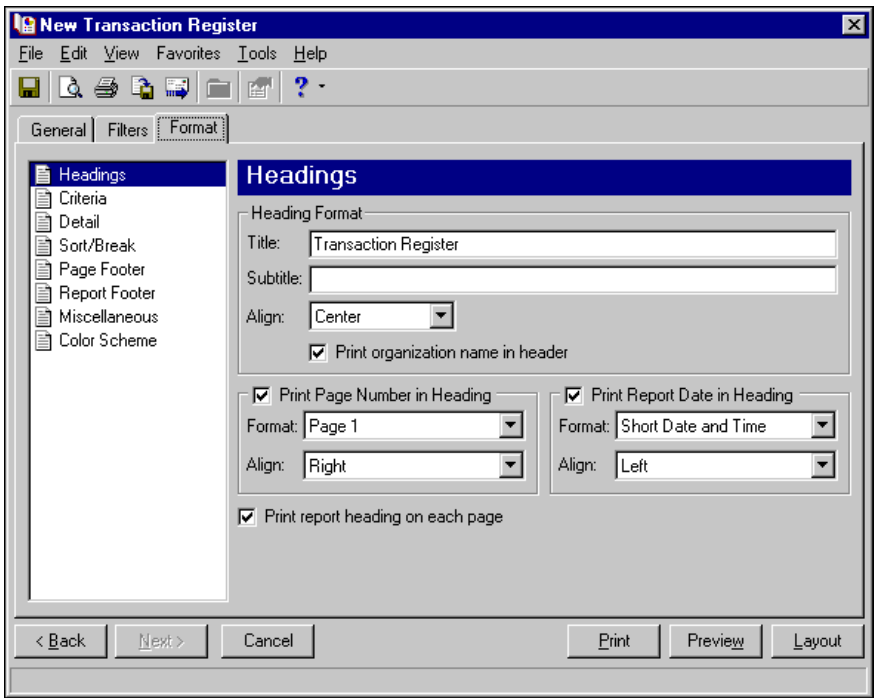 New Transaction Register
File Edit View Favorites Tools Help
?
General Filters Format
Headings
Criteria
Detail
Sort/Break
Page Footer
Report Footer
Miscellaneous
Color Scheme
Headings
Heading Format
Title: Transaction Register
Subtitle:
Align: Center
Print organization name in header
Print Page Number in Heading
Format: Page 1
Align: Right
Print Report Date in Heading
Format: Short Date and Time
Align: Left
Print report heading on each page
< Back Next > Cancel Print Preview Layout